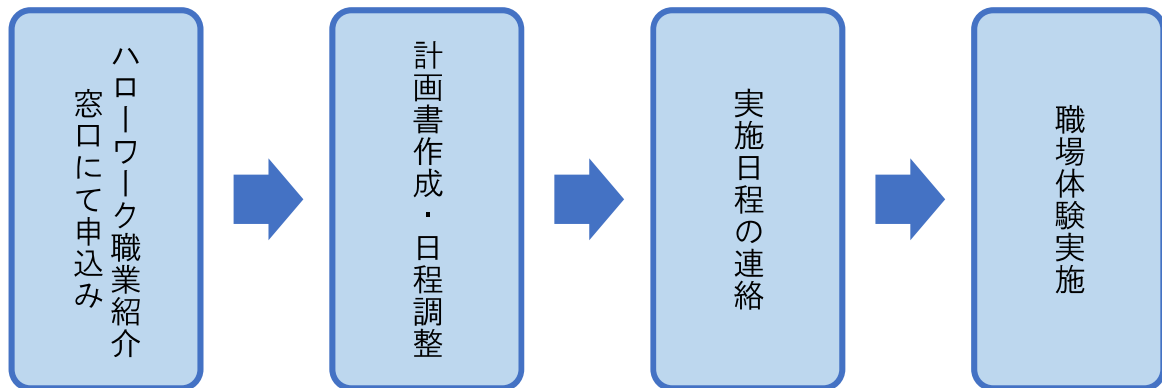 ハローワーク職業紹介
窓口にて申込み
計画書作成・日程調整
実施日程の連絡
職場体験実施